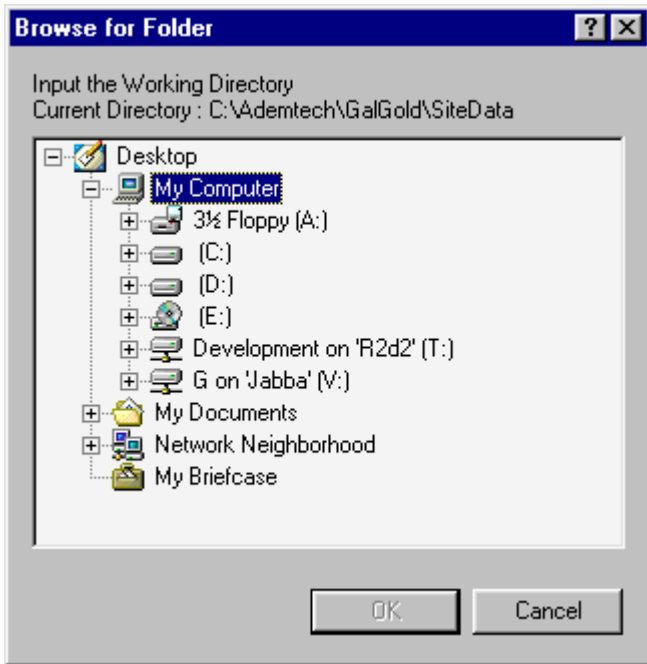 Browse for Folder
Input the Working Directory
Current Directory : C:\Ademtech\GalGold\SiteData
Desktop
My Computer
3½ Floppy (A:)
(C:)
(D:)
(E:)
Development on 'R2d2' (T:)
G on 'Jabba' (V:)
My Documents
Network Neighborhood
My Briefcase
OK Cancel